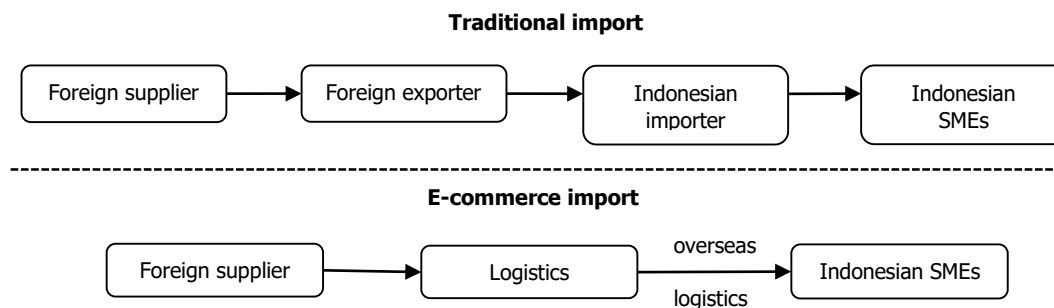 Traditional import
Foreign supplier
Foreign exporter
Indonesian
importer
Indonesian
SMEs
E-commerce import
Foreign supplier
Logistics
overseas
logistics
Indonesian SMEs